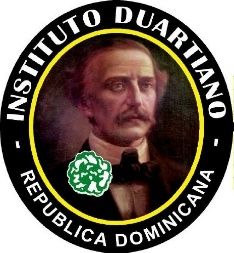 - INSTITUTO DUARTIANO -
REPUBLICA DOMINICANA